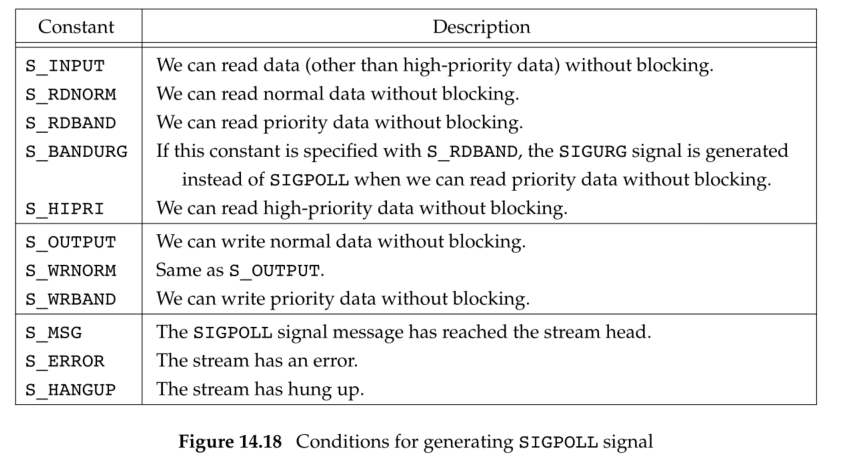 Constant Description
S_INPUT We can read data (other than high-priority data) without blocking.
S_RDNORM We can read normal data without blocking.
S_RDBAND We can read priority data without blocking.
S_BANDURG If this constant is specified with S_RDBAND, the SIGURG signal is generated
instead of SIGPOLL when we can read priority data without blocking.
S_HIPRI We can read high-priority data without blocking.
S_OUTPUT We can write normal data without blocking.
S_WRNORM Same as S_OUTPUT.
S_WRBAND We can write priority data without blocking.
S_MSG The SIGPOLL signal message has reached the stream head.
S_ERROR The stream has an error.
S_HANGUP The stream has hung up.
Figure 14.18 Conditions for generating SIGPOLL signal